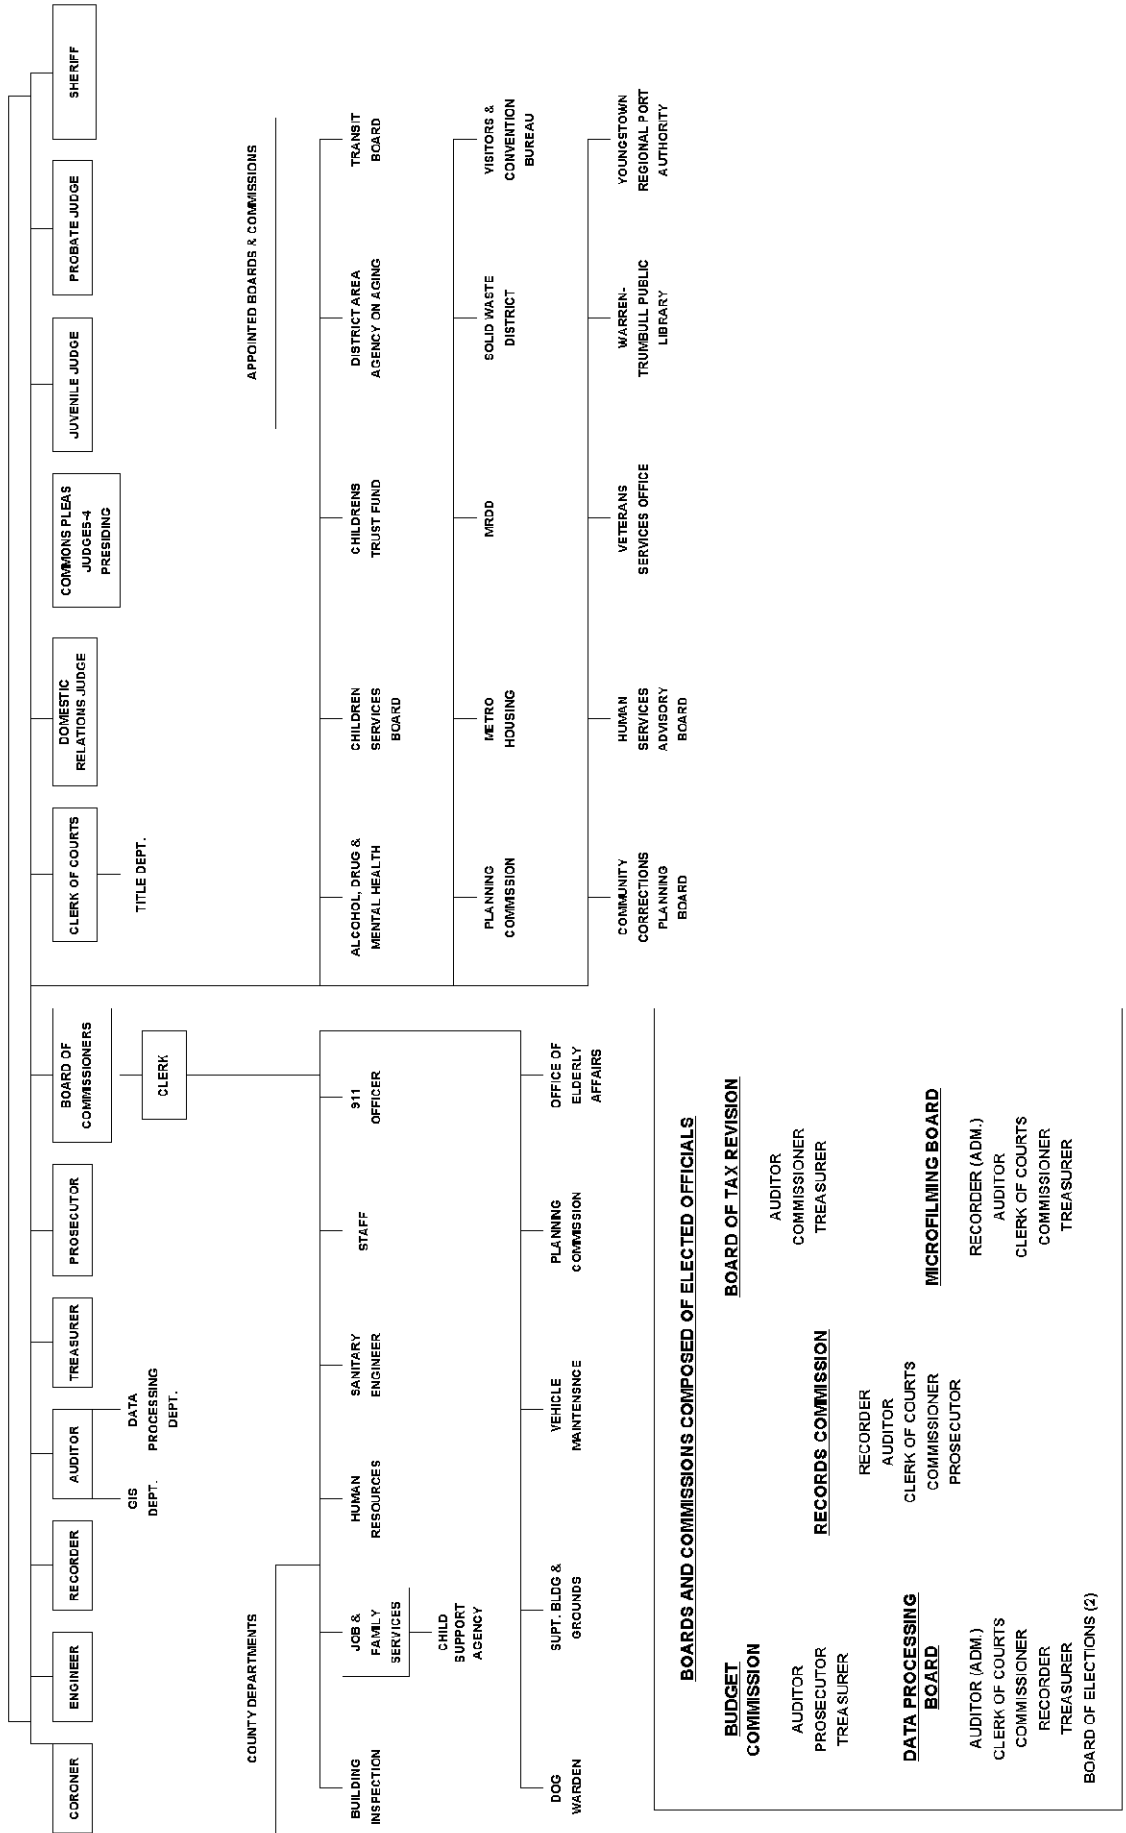 CORONER
ENGINEER
RECORDER
AUDITOR
GIS
DEPT.
DATA
PROCESSING
DEPT.
TREASURER
PROSECUTOR
BOARD OF
COMMISSIONERS
CLERK
CLERK OF COURTS
TITLE DEPT.
DOMESTIC
RELATIONS JUDGE
COMMONS PLEAS
JUDGES-4
PRESIDING
JUVENILE JUDGE
PROBATE JUDGE
SHERIFF
COUNTY DEPARTMENTS
BUILDING
INSPECTION
JOB &
FAMILY
SERVICES
CHILD
SUPPORT
AGENCY
HUMAN
RESOURCES
SANITARY
ENGINEER
STAFF
911
OFFICER
DOG
WARDEN
SUPT. BLDG &
GROUNDS
VEHICLE
MAINTENSNCE
PLANNING
COMMISSION
OFFICE OF
ELDERLY
AFFAIRS
APPOINTED BOARDS & COMMISSIONS
ALCOHOL, DRUG &
MENTAL HEALTH
CHILDREN
SERVICES
BOARD
CHILDRENS
TRUST FUND
DISTRICT AREA
AGENCY ON AGING
TRANSIT
BOARD
PLANNING
COMMISSION
METRO
HOUSING
MRDD
SOLID WASTE
DISTRICT
VISITORS &
CONVENTION
BUREAU
COMMUNITY
CORRECTIONS
PLANNING
BOARD
HUMAN
SERVICES
ADVISORY
BOARD
VETERANS
SERVICES OFFICE
WARREN-
TRUMBULL PUBLIC
LIBRARY
YOUNGSTOWN
REGIONAL PORT
AUTHORITY
BOARDS AND COMMISSIONS COMPOSED OF ELECTED OFFICIALS
BUDGET
COMMISSION
AUDITOR
PROSECUTOR
TREASURER
BOARD OF TAX REVISION
AUDITOR
COMMISSIONER
TREASURER
RECORDS COMMISSION
RECORDER
AUDITOR
CLERK OF COURTS
COMMISSIONER
PROSECUTOR
DATA PROCESSING
BOARD
AUDITOR (ADM.)
CLERK OF COURTS
COMMISSIONER
RECORDER
TREASURER
BOARD OF ELECTIONS (2)
MICROFILMING BOARD
RECORDER (ADM.)
AUDITOR
CLERK OF COURTS
COMMISSIONER
TREASURER